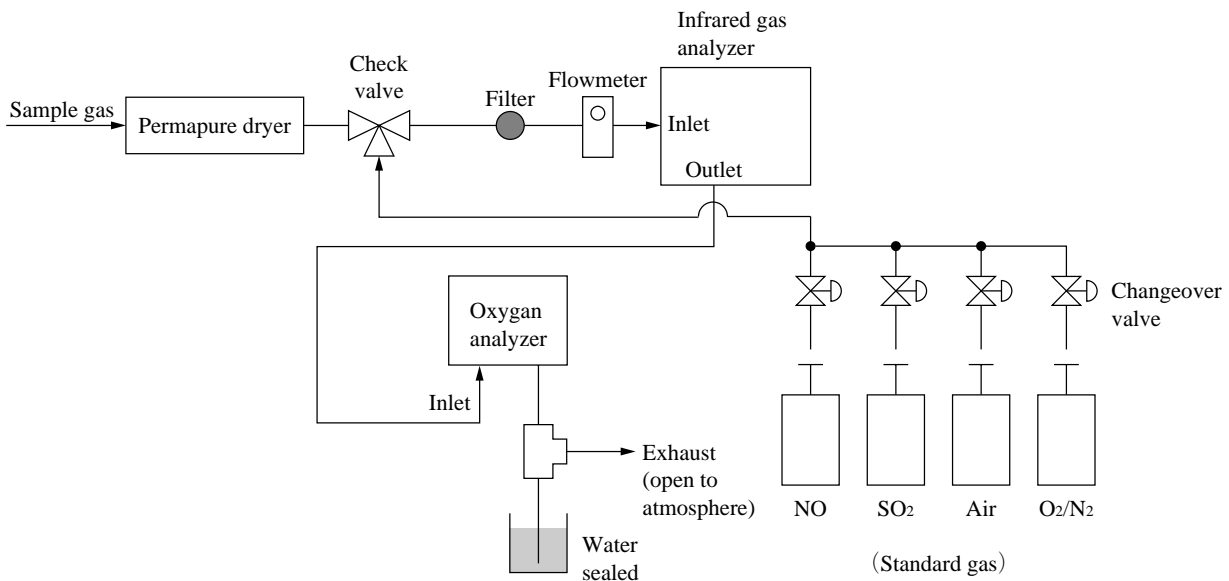 Infrared gas
analyzer
Check
valve
Flowmeter
Filter
Sample gas
Permapure dryer
Inlet
Outlet
Oxygan
analyzer
Changeover
valve
Inlet
Exhaust
(open to
atmosphere)
NO
SO2
Air
O2/N2
Water
sealed
(Standard gas)